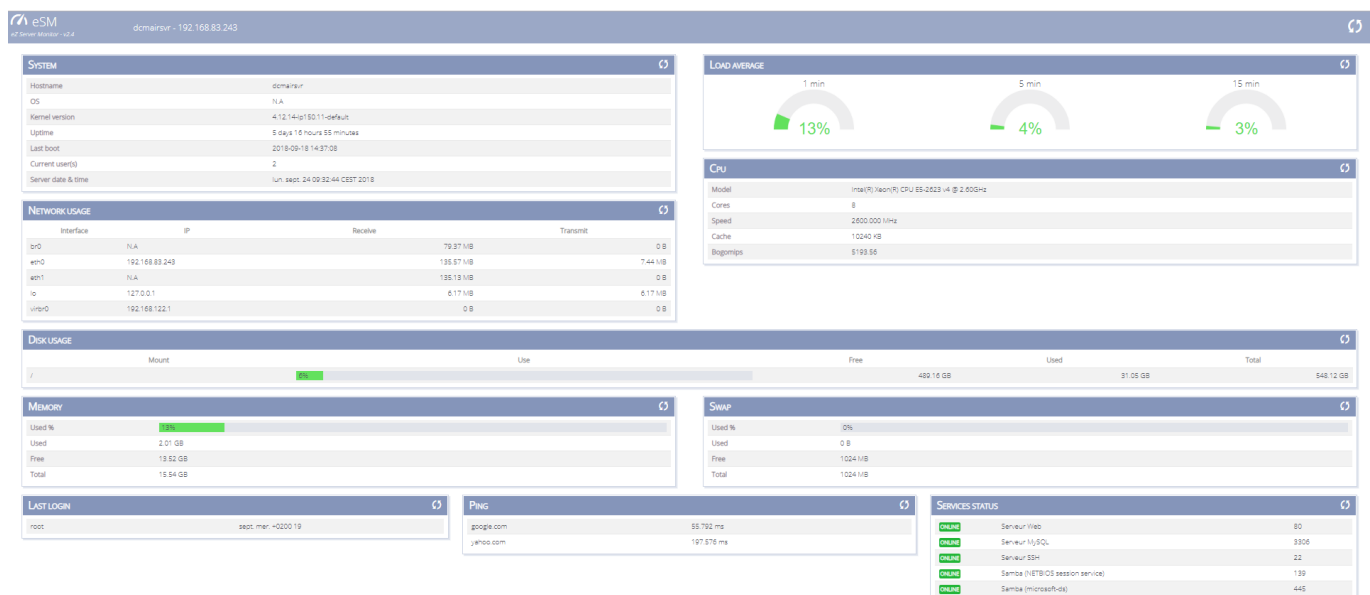 eSM
eZ Server Monitor - v2.4
dcmairsvr - 192.168.83.243
SYSTEM
Hostname dcmairsvr
OS N.A
Kernel version 4.12.14-lp150.11-default
Uptime 5 days 16 hours 55 minutes
Last boot 2018-09-18 14:37:08
Current user(s) 2
Server date & time lun. sept. 24 09:32:44 CEST 2018
LOAD AVERAGE
1 min 5 min 15 min
13% 4% 3%
CPU
Model Intel(R) Xeon(R) CPU E5-2623 v4 @ 2.60GHz
Cores 8
Speed 2600.000 MHz
Cache 10240 KB
Bogomips 5193.56
NETWORK USAGE
Interface IP Receive Transmit
br0 N.A 79.37 MB 0 B
eth0 192.168.83.243 135.57 MB 7.44 MB
eth1 N.A 135.13 MB 0 B
lo 127.0.0.1 6.17 MB 6.17 MB
virbr0 192.168.122.1 0 B 0 B
DISK USAGE
Mount Use Free Used Total
/ 6% 489.16 GB 31.05 GB 548.12 GB
MEMORY
Used % 13%
Used 2.01 GB
Free 13.52 GB
Total 15.54 GB
SWAP
Used % 0%
Used 0 B
Free 1024 MB
Total 1024 MB
LAST LOGIN
root sept. mer. +0200 19
PING
google.com 55.792 ms
yahoo.com 197.576 ms
SERVICES STATUS
ONLINE Serveur Web 80
ONLINE Serveur MySQL 3306
ONLINE Serveur SSH 22
ONLINE Samba (NETBIOS session service) 139
ONLINE Samba (microsoft-ds) 445